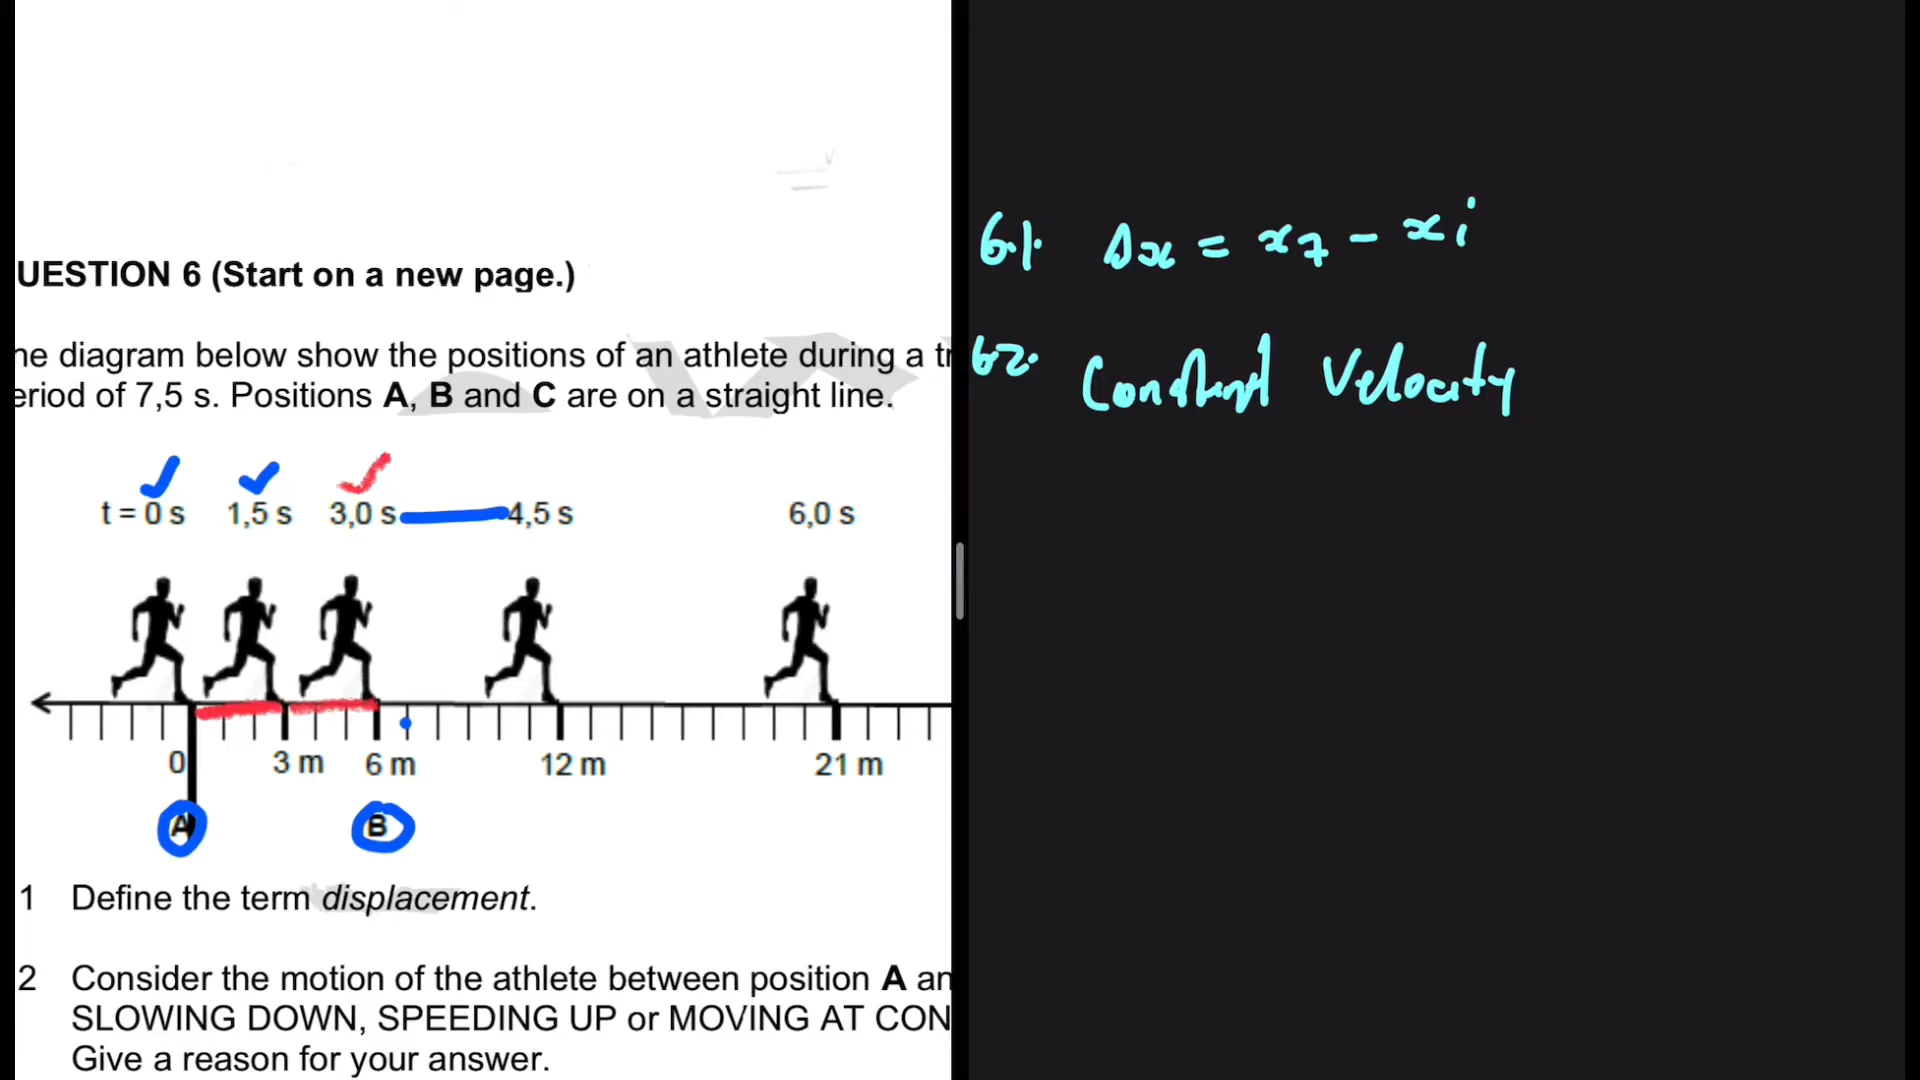 UESTION 6 (Start on a new page.)
ne diagram below show the positions of an athlete during a tr
eriod of 7,5 s. Positions A, B and C are on a straight line.
t = 0 s 1,5 s 3,0 s 4,5 s 6,0 s
0 3 m 6 m 12 m 21 m
A B
1 Define the term displacement.
2 Consider the motion of the athlete between position A an
SLOWING DOWN, SPEEDING UP or MOVING AT CON
Give a reason for your answer.
6.1. Δx = xf - xi
6.2. Constant Velocity